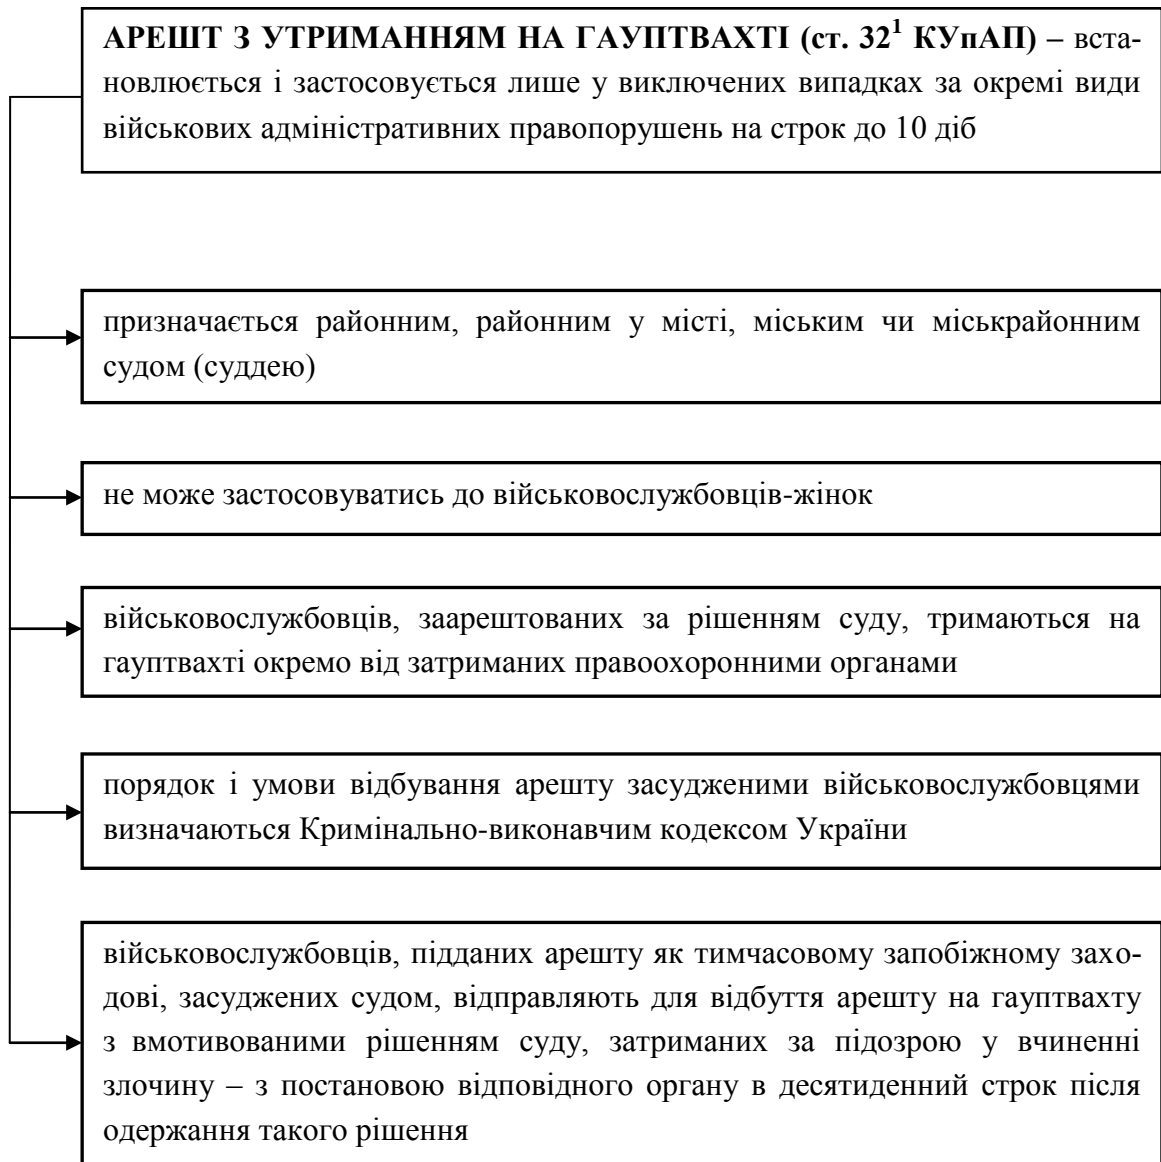 АРЕШТ З УТРИМАННЯМ НА ГАУПТВАХТІ (ст. 32¹ КУпАП) – вста-
новлюється і застосовується лише у виключених випадках за окремі види
військових адміністративних правопорушень на строк до 10 діб
призначається районним, районним у місті, міським чи міськрайонним
судом (суддею)
не може застосовуватись до військовослужбовців-жінок
військовослужбовців, заарештованих за рішенням суду, тримаються на
гауптвахті окремо від затриманих правоохоронними органами
порядок і умови відбування арешту засудженими військовослужбовцями
визначаються Кримінально-виконавчим кодексом України
військовослужбовців, підданих арешту як тимчасовому запобіжному захо-
дові, засуджених судом, відправляють для відбуття арешту на гауптвахту
з вмотивованими рішенням суду, затриманих за підозрою у вчиненні
злочину – з постановою відповідного органу в десятиденний строк після
одержання такого рішення